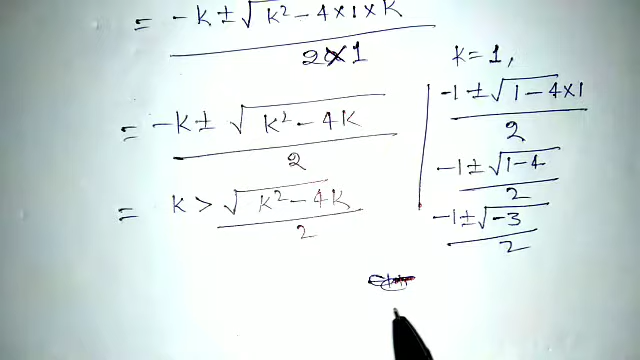 = -K ± √K² - 4×1×K
2×1
= -K ± √K² - 4K
2
= K > √K² - 4K
2
K = 1,
-1 ± √1 - 4×1
2
-1 ± √1-4
2
-1 ± √-3
2